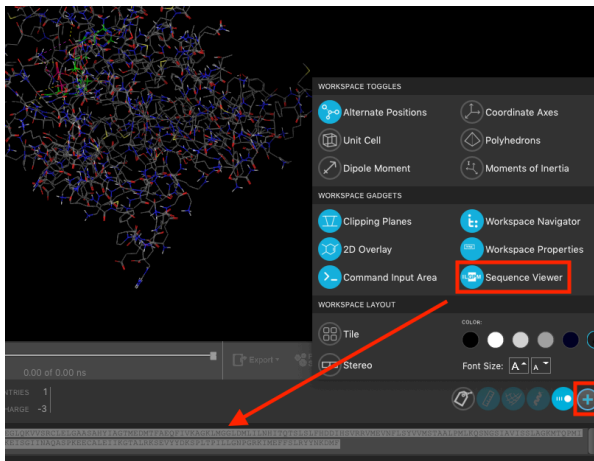 WORKSPACE TOGGLES
Alternate Positions
Coordinate Axes
Unit Cell
Polyhedrons
Dipole Moment
Moments of Inertia
WORKSPACE GADGETS
Clipping Planes
Workspace Navigator
2D Overlay
Workspace Properties
Command Input Area
Sequence Viewer
WORKSPACE LAYOUT
Tile
COLOR:
Stereo
Font Size: A A
Export
0.00 of 0.00 ns
NTRIES 1
HARGE -3